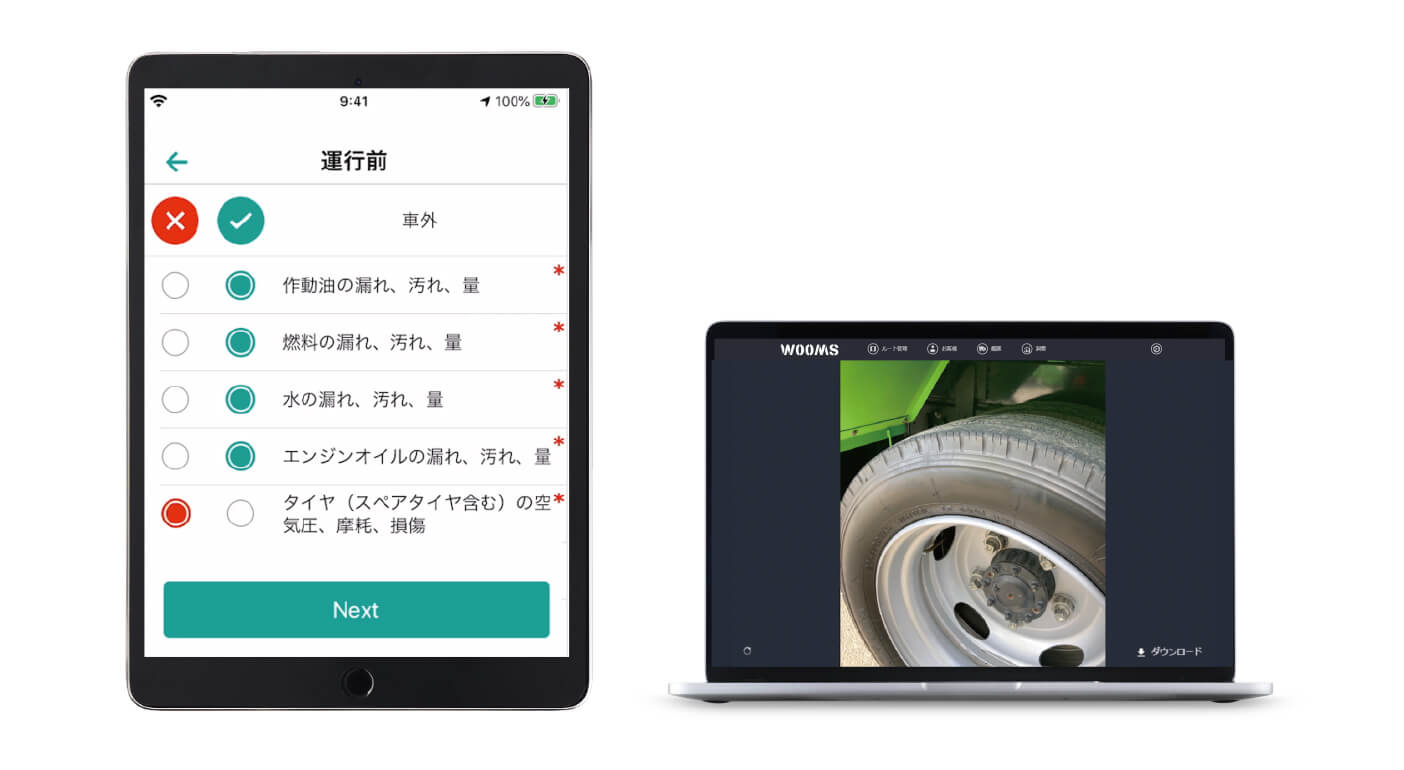 9:41
100%
運行前
車外
作動油の漏れ、汚れ、量
*
燃料の漏れ、汚れ、量
*
水の漏れ、汚れ、量
*
エンジンオイルの漏れ、汚れ、量
*
タイヤ（スペアタイヤ含む）の空
気圧、摩耗、損傷
*
Next
WOOMS
ルート管理
お客様
ダウンロード